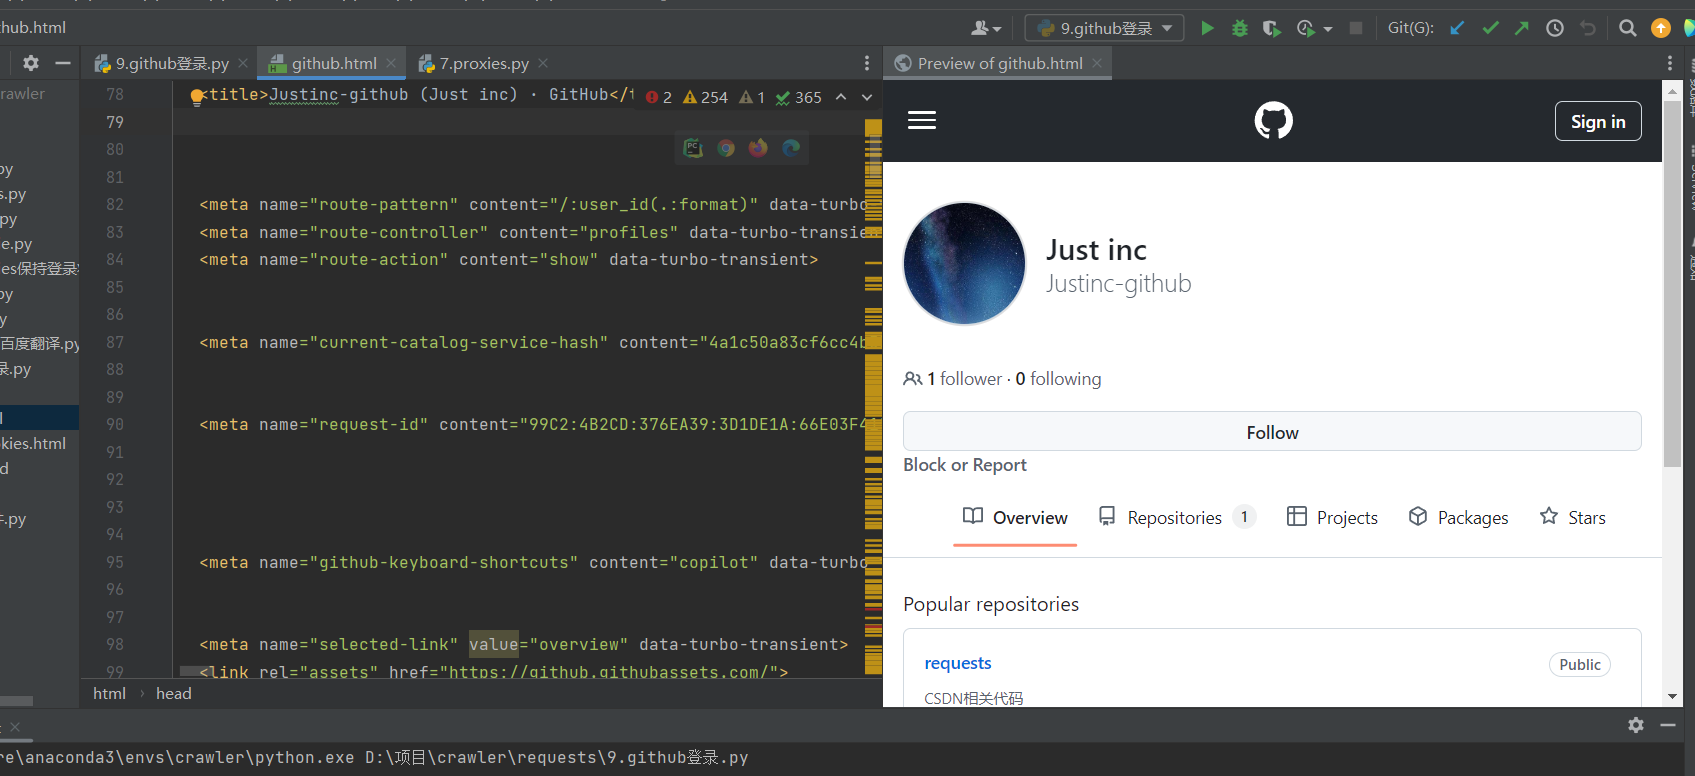 hub.html
9.github登录
Git(G):
rawler
9.github登录.py
github.html
7.proxies.py
Preview of github.html
78 <title>Justinc-github (Just inc) · GitHub</t
2 254 1 365
79
80
81
82 <meta name="route-pattern" content="/:user_id(.:format)" data-turbo
83 <meta name="route-controller" content="profiles" data-turbo-transien
84 <meta name="route-action" content="show" data-turbo-transient>
85
86
87 <meta name="current-catalog-service-hash" content="4a1c50a83cf6cc4b
88
89
90 <meta name="request-id" content="99C2:4B2CD:376EA39:3D1DE1A:66E03F41
91
92
93
94
95 <meta name="github-keyboard-shortcuts" content="copilot" data-turbo
96
97
98 <meta name="selected-link" value="overview" data-turbo-transient>
99 <link rel="assets" href="https://github.githubassets.com/">
html › head
py
s.py
py
e.py
es保持登录
py
y
百度翻译.py
录.py
l
kies.html
d
.py
Sign in
Just inc
Justinc-github
1 follower · 0 following
Follow
Block or Report
Overview
Repositories 1
Projects
Packages
Stars
Popular repositories
requests
Public
CSDN相关代码
re\anaconda3\envs\crawler\python.exe D:\项目\crawler\requests\9.github登录.py